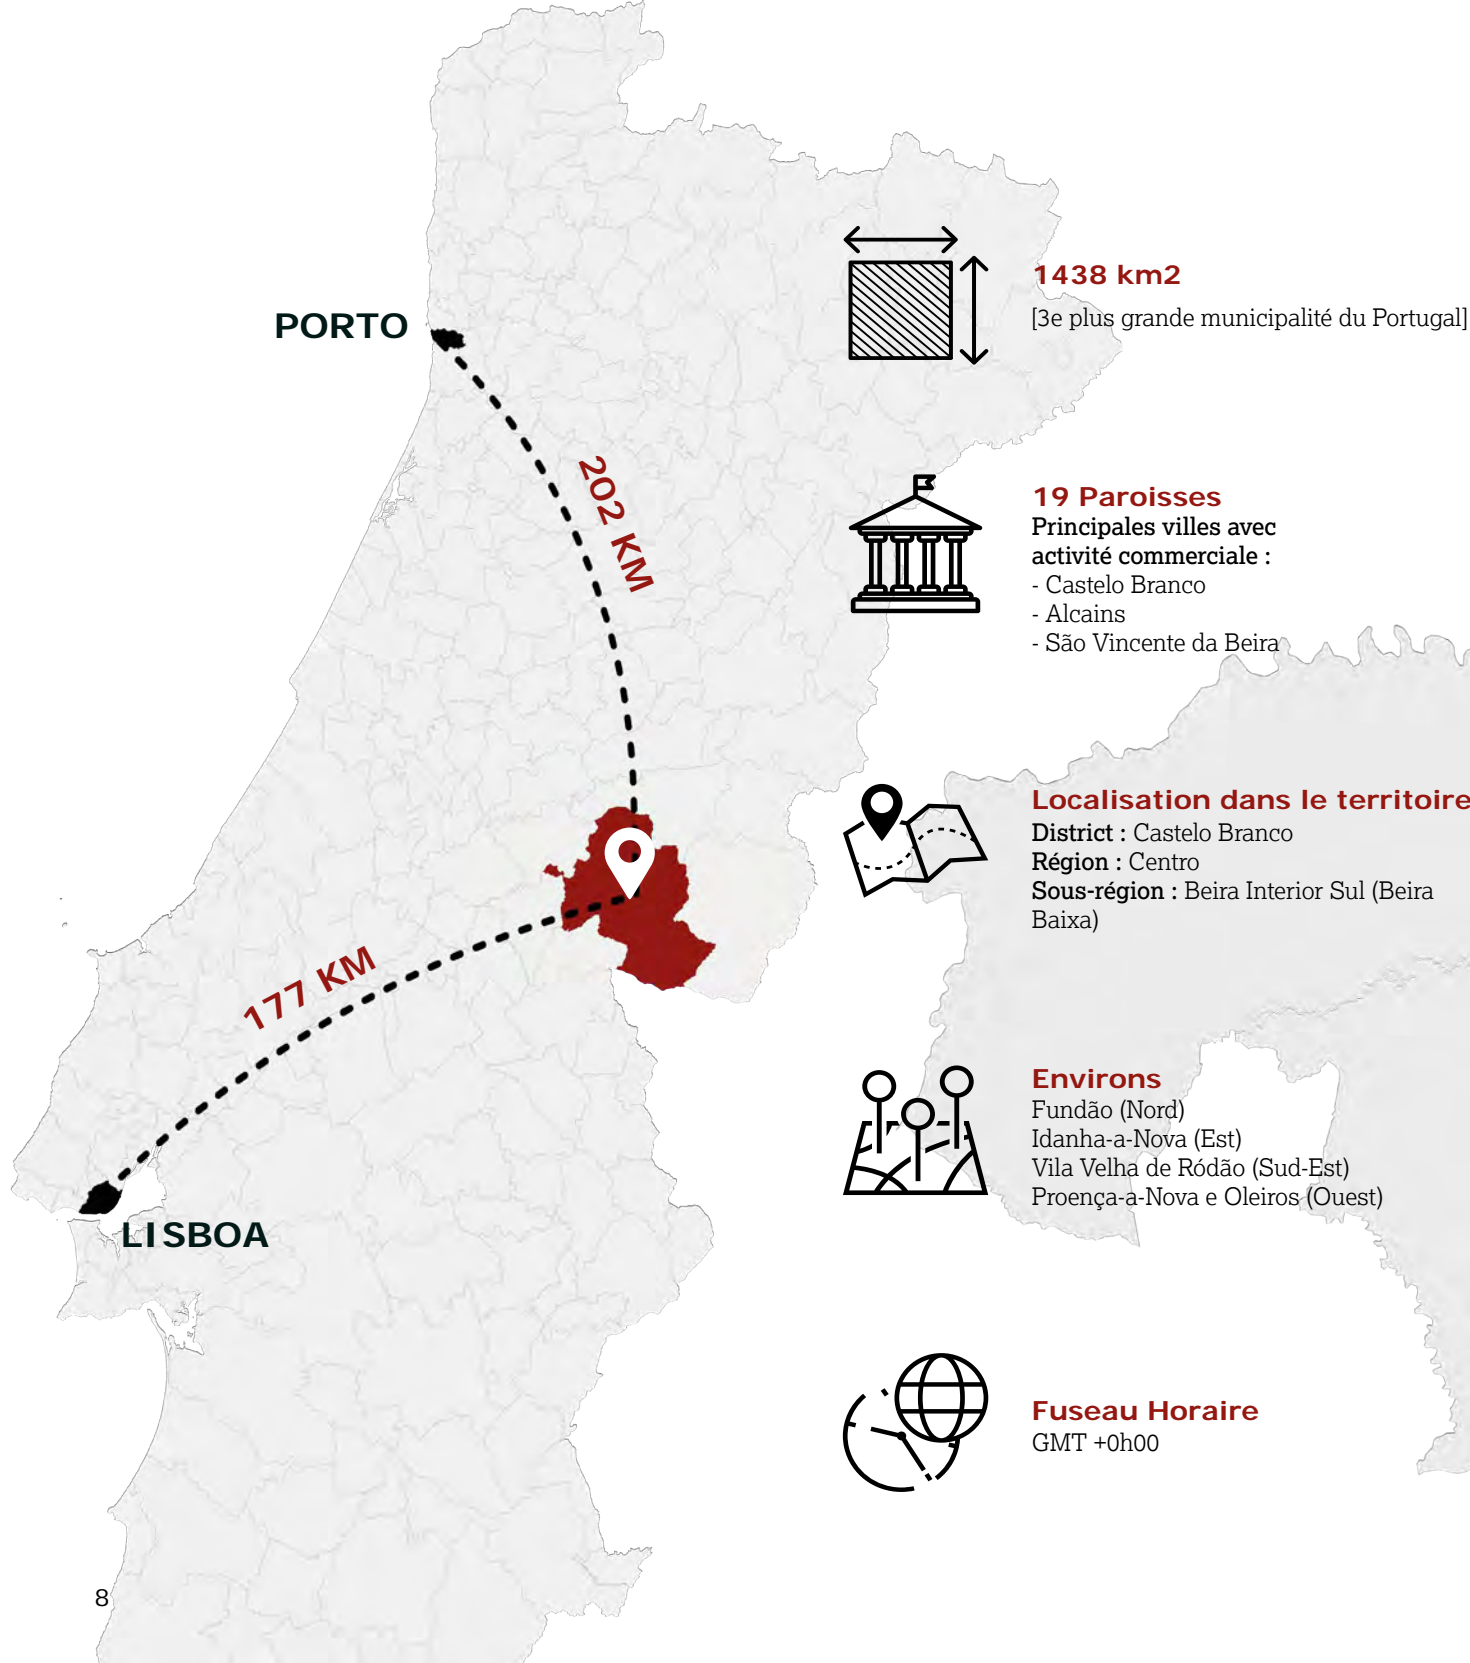 PORTO
202 KM
177 KM
LISBOA
1438 km2
[3e plus grande municipalité du Portugal]
19 Paroisses
Principales villes avec
activité commerciale :
- Castelo Branco
- Alcains
- São Vincente da Beira
Localisation dans le territoire
District : Castelo Branco
Région : Centro
Sous-région : Beira Interior Sul (Beira
Baixa)
Environs
Fundão (Nord)
Idanha-a-Nova (Est)
Vila Velha de Ródão (Sud-Est)
Proença-a-Nova e Oleiros (Ouest)
Fuseau Horaire
GMT +0h00
8